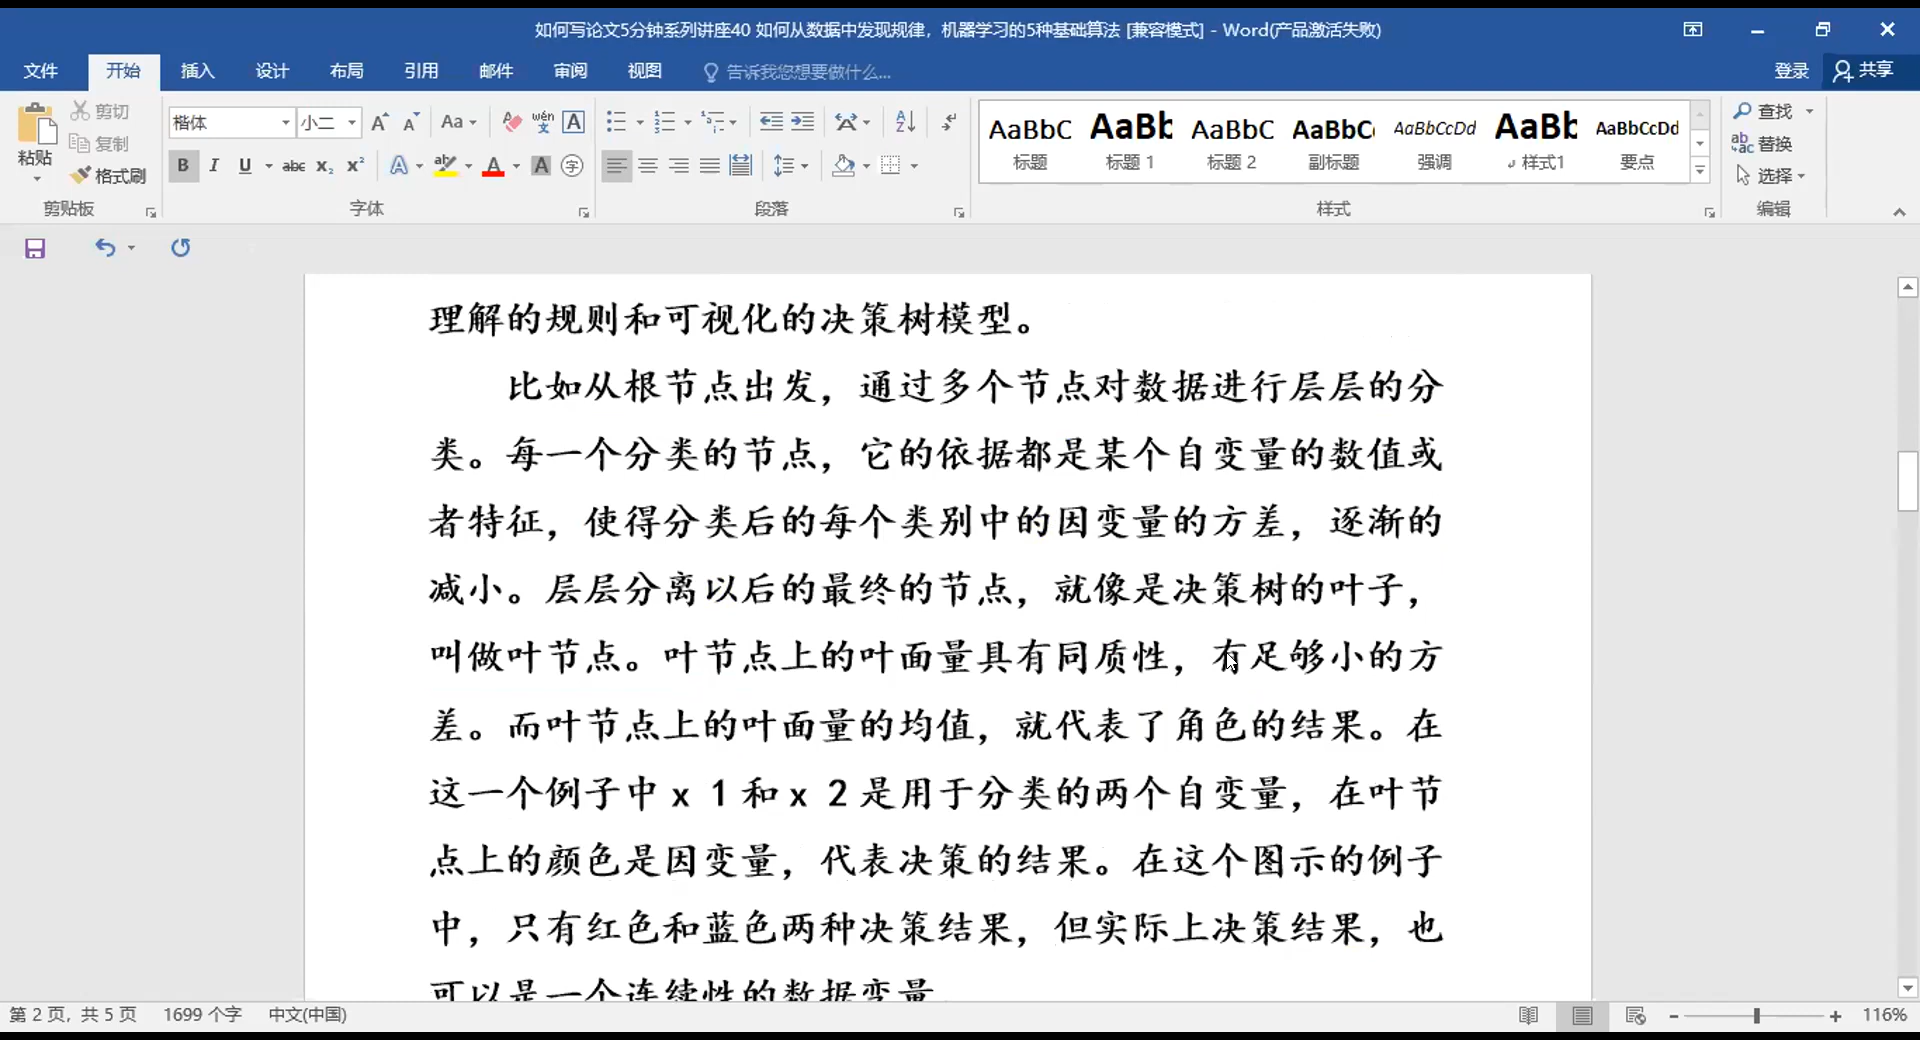 如何写论文5分钟系列讲座40 如何从数据中发现规律，机器学习的5种基础算法 [兼容模式] - Word(产品激活失败)
文件 开始 插入 设计 布局 引用 邮件 审阅 视图 告诉我您想要做什么... 登录 共享
粘贴 剪切 复制 格式刷 剪贴板
楷体 小二 Aa wén 字体
段落
AaBbC AaBb AaBbC AaBbC AaBbCcDd AaBb AaBbCcDd
标题 标题 1 标题 2 副标题 强调 样式1 要点
样式
查找 替换 选择 编辑
理解的规则和可视化的决策树模型。
比如从根节点出发，通过多个节点对数据进行层层的分
类。每一个分类的节点，它的依据都是某个自变量的数值或
者特征，使得分类后的每个类别中的因变量的方差，逐渐的
减小。层层分离以后的最终的节点，就像是决策树的叶子，
叫做叶节点。叶节点上的叶面量具有同质性，有足够小的方
差。而叶节点上的叶面量的均值，就代表了角色的结果。在
这一个例子中 x 1 和 x 2 是用于分类的两个自变量，在叶节
点上的颜色是因变量，代表决策的结果。在这个图示的例子
中，只有红色和蓝色两种决策结果，但实际上决策结果，也
可以是一个连续性的数据变量
第 2 页，共 5 页 1699 个字 中文(中国) 116%